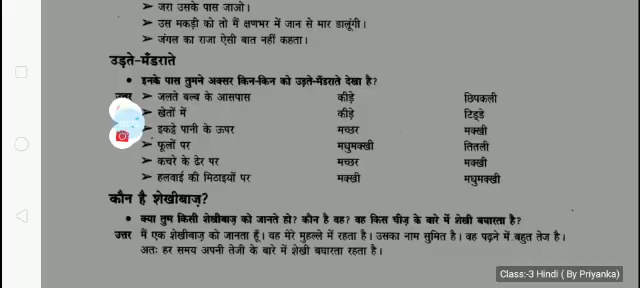 ➢ जरा उसके पास जाओ।
➢ उस मकड़ी को तो मैं क्षणभर में जान से मार डालूंगी।
➢ जंगल का राजा ऐसी बात नहीं कहता।
उड़ते-मँडराते
• इनके पास तुमने अक्सर किन-किन को उड़ते-मँडराते देखा है?
उत्तर ➢ जलते बल्ब के आसपास कीड़े छिपकली
➢ खेतों में कीड़े टिड्डे
➢ इकट्ठे पानी के ऊपर मच्छर मक्खी
➢ फूलों पर मधुमक्खी तितली
➢ कचरे के ढेर पर मच्छर मक्खी
➢ हलवाई की मिठाइयों पर मक्खी मधुमक्खी
कौन है शेखीबाज़?
• क्या तुम किसी शेखीबाज़ को जानते हो? कौन है वह? वह किस चीज़ के बारे में शेखी बघारता है?
उत्तर मैं एक शेखीबाज़ को जानता हूँ। वह मेरे मुहल्ले में रहता है। उसका नाम सुमित है। वह पढ़ने में बहुत तेज है।
अतः हर समय अपनी तेजी के बारे में शेखी बघारता रहता है।
Class:-3 Hindi ( By Priyanka)